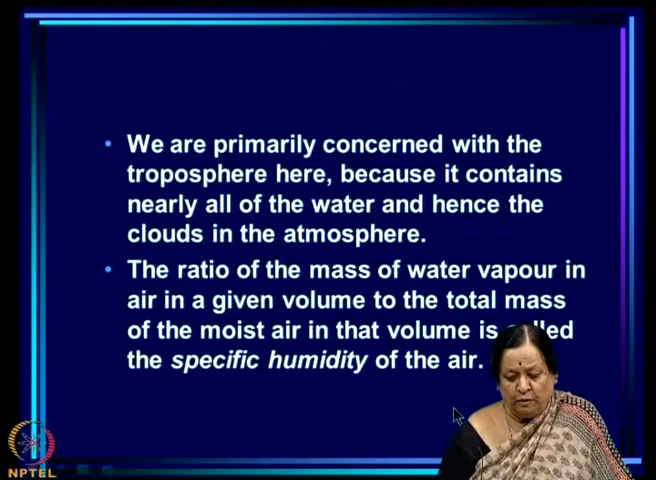 • We are primarily concerned with the
troposphere here, because it contains
nearly all of the water and hence the
clouds in the atmosphere.
• The ratio of the mass of water vapour in
air in a given volume to the total mass
of the moist air in that volume is
the specific humidity of the air.
NPTEL